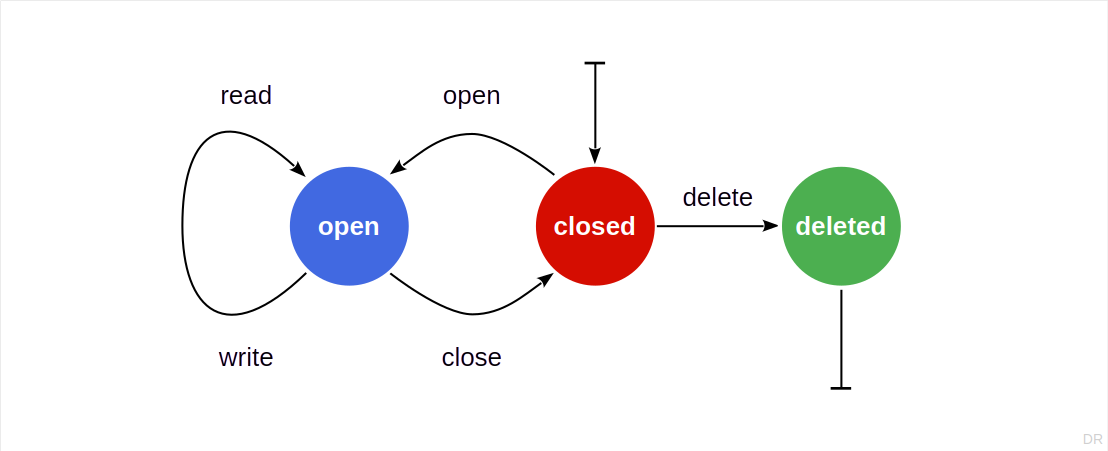 read
open
delete
open
closed
deleted
write
close
DR